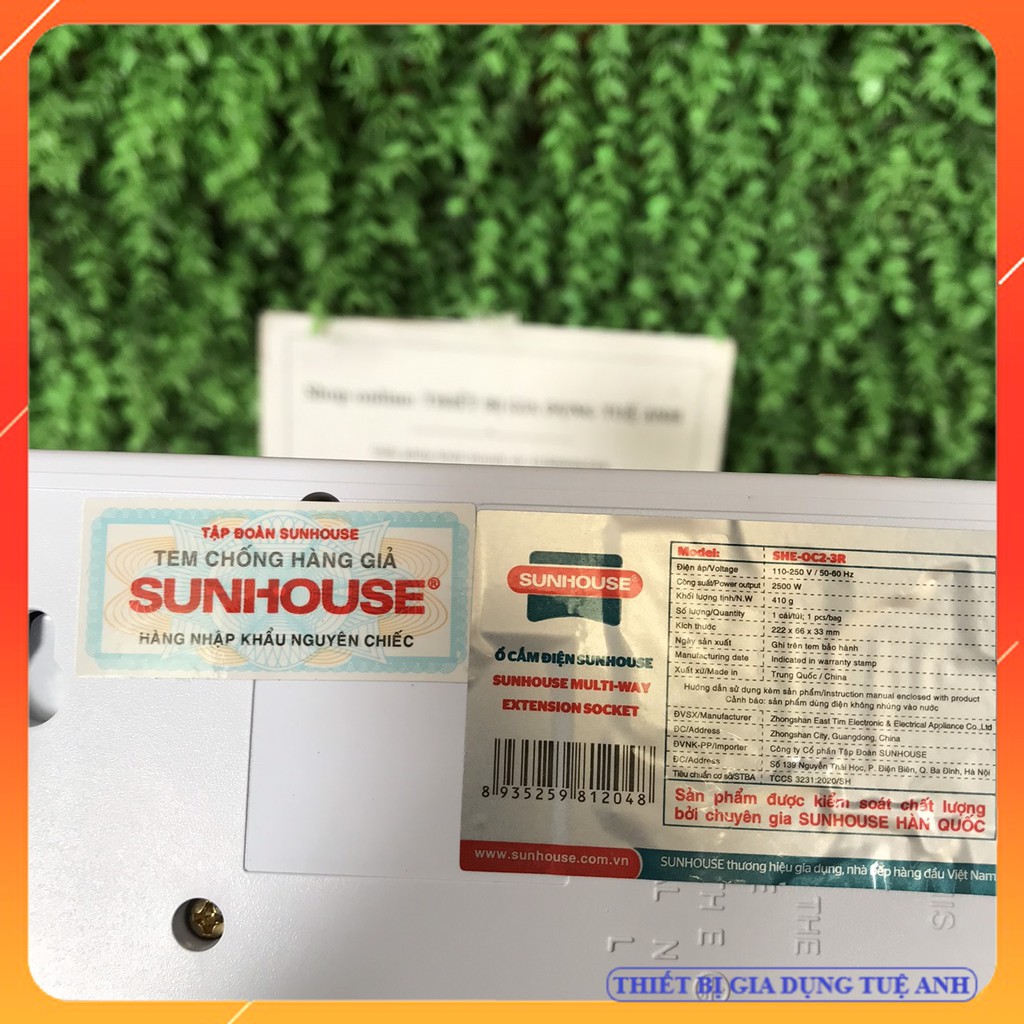 Shop online: THIẾT BỊ GIA DỤNG TUỆ ANH
TẬP ĐOÀN SUNHOUSE
TEM CHỐNG HÀNG GIẢ
SUNHOUSE®
HÀNG NHẬP KHẨU NGUYÊN CHIẾC
SUNHOUSE®
Ổ CẮM ĐIỆN SUNHOUSE
SUNHOUSE MULTI-WAY
EXTENSION SOCKET
8 935259 812048
Model: SHE-OC2-3R
Điện áp/Voltage 110-250 V / 50-60 Hz
Công suất/Power output 2500 W
Khối lượng tịnh/N.W 410 g
Số lượng/Quantity 1 cái/túi; 1 pcs/bag
Kích thước 222 x 66 x 33 mm
Ngày sản xuất Ghi trên tem bảo hành
Manufacturing date Indicated in warranty stamp
Xuất xứ/Made in Trung Quốc / China
Hướng dẫn sử dụng kèm sản phẩm/Instruction manual enclosed with product
Cảnh báo: sản phẩm dùng điện không nhúng vào nước
ĐVSX/Manufacturer Zhongshan East Tim Electronic & Electrical Appliance Co.,Ltd
ĐC/Address Zhongshan City, Guangdong, China
ĐVNK-PP/Importer Công ty Cổ phần Tập Đoàn SUNHOUSE
ĐC/Address Số 139 Nguyễn Thái Học, P. Điện Biên, Q. Ba Đình, Hà Nội
Tiêu chuẩn cơ sở/STBA TCCS 3231:2020/SH
Sản phẩm được kiểm soát chất lượng
bởi chuyên gia SUNHOUSE HÀN QUỐC
www.sunhouse.com.vn
SUNHOUSE thương hiệu gia dụng, nhà bếp hàng đầu Việt Nam
THE
THIẾT BỊ GIA DỤNG TUỆ ANH